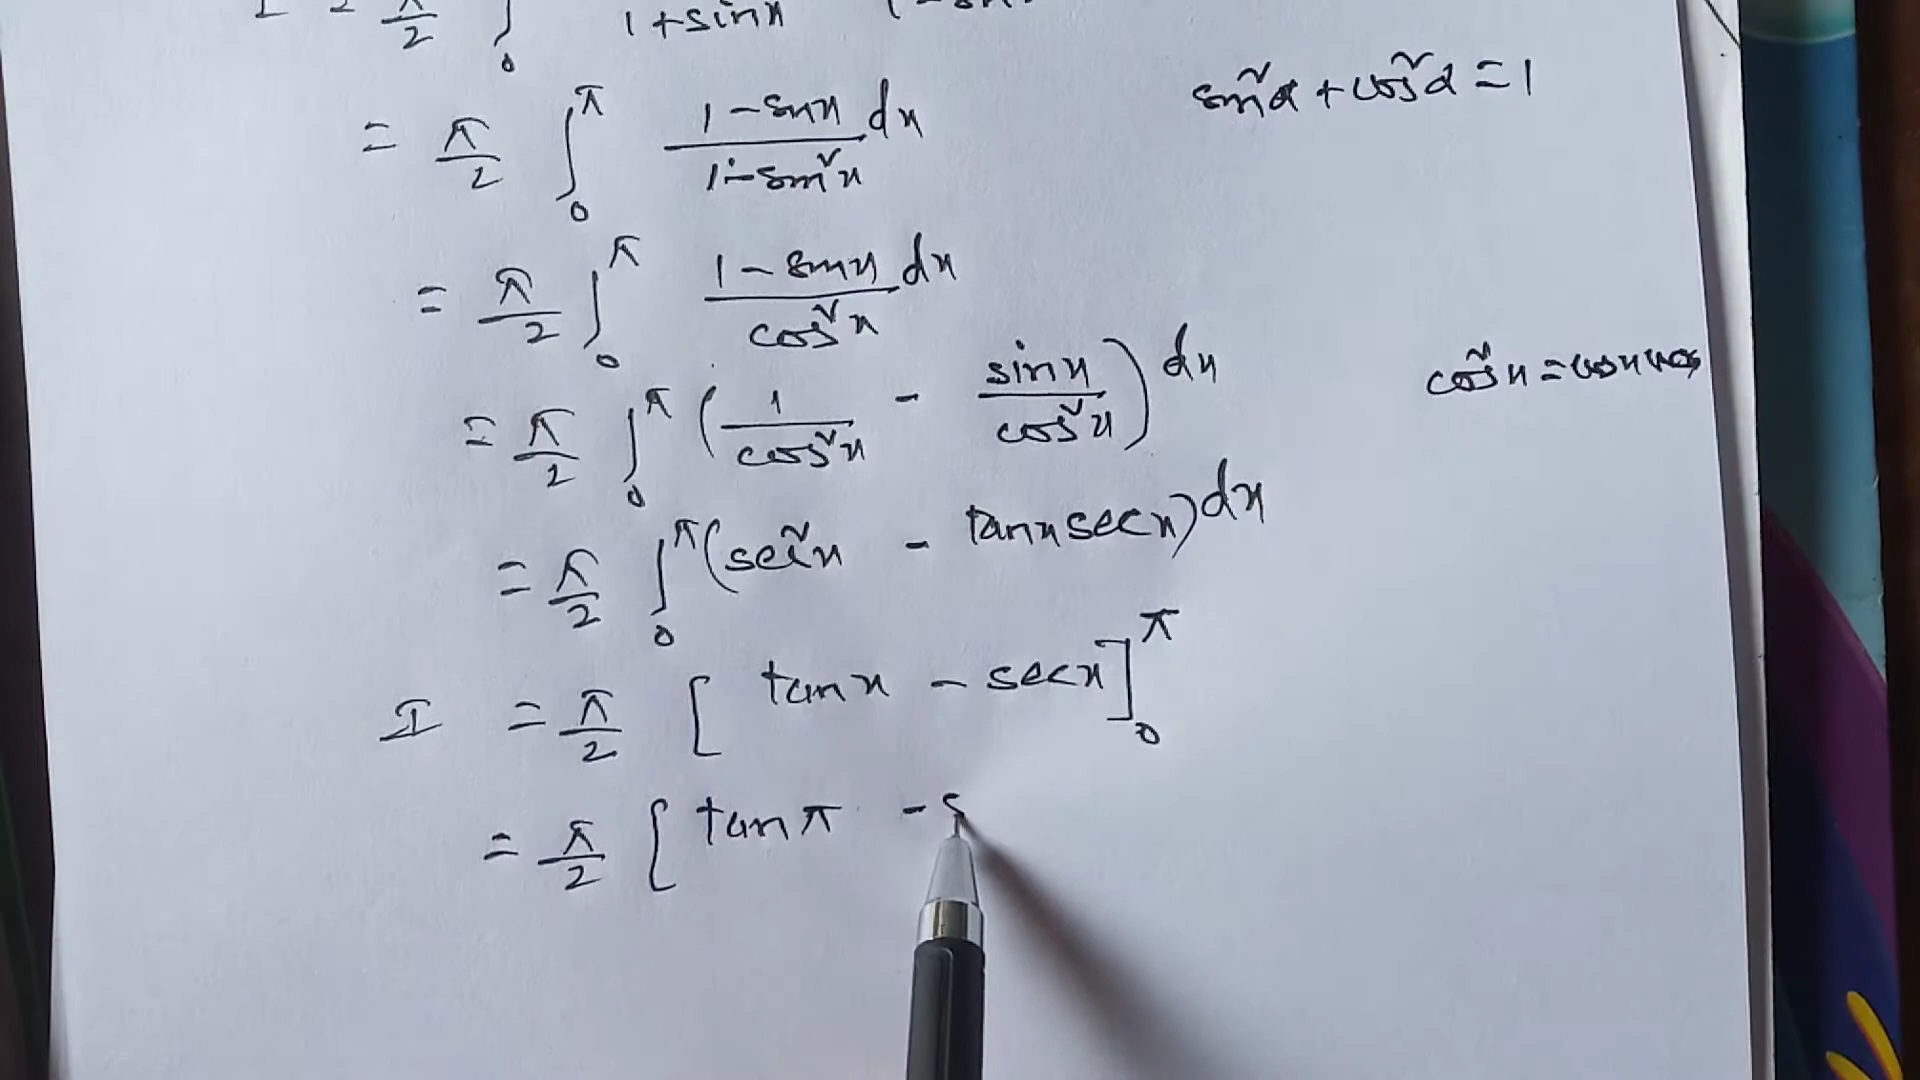 I = π/2 ∫₀ 1+sinx
= π/2 ∫₀^π (1-sinx)/(1-sin²x) dx
sin²α + cos²α = 1
= π/2 ∫₀^π (1-sinx)/(cos²x) dx
= π/2 ∫₀^π (1/cos²x - sinx/cos²x) dx
cos²x = cosx cos
= π/2 ∫₀^π (sec²x - tanx secx) dx
I = π/2 [tanx - secx]₀^π
= π/2 [tanπ - s